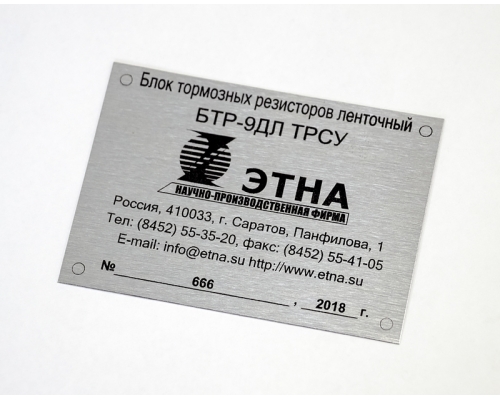 Блок тормозных резисторов ленточный
БТР-9ДЛ ТРСУ
ЭТНА
НАУЧНО-ПРОИЗВОДСТВЕННАЯ ФИРМА
Россия, 410033, г. Саратов, Панфилова, 1
Тел: (8452) 55-35-20, факс: (8452) 55-41-05
E-mail: info@etna.su http://www.etna.su
№ 666 , 2018 г.